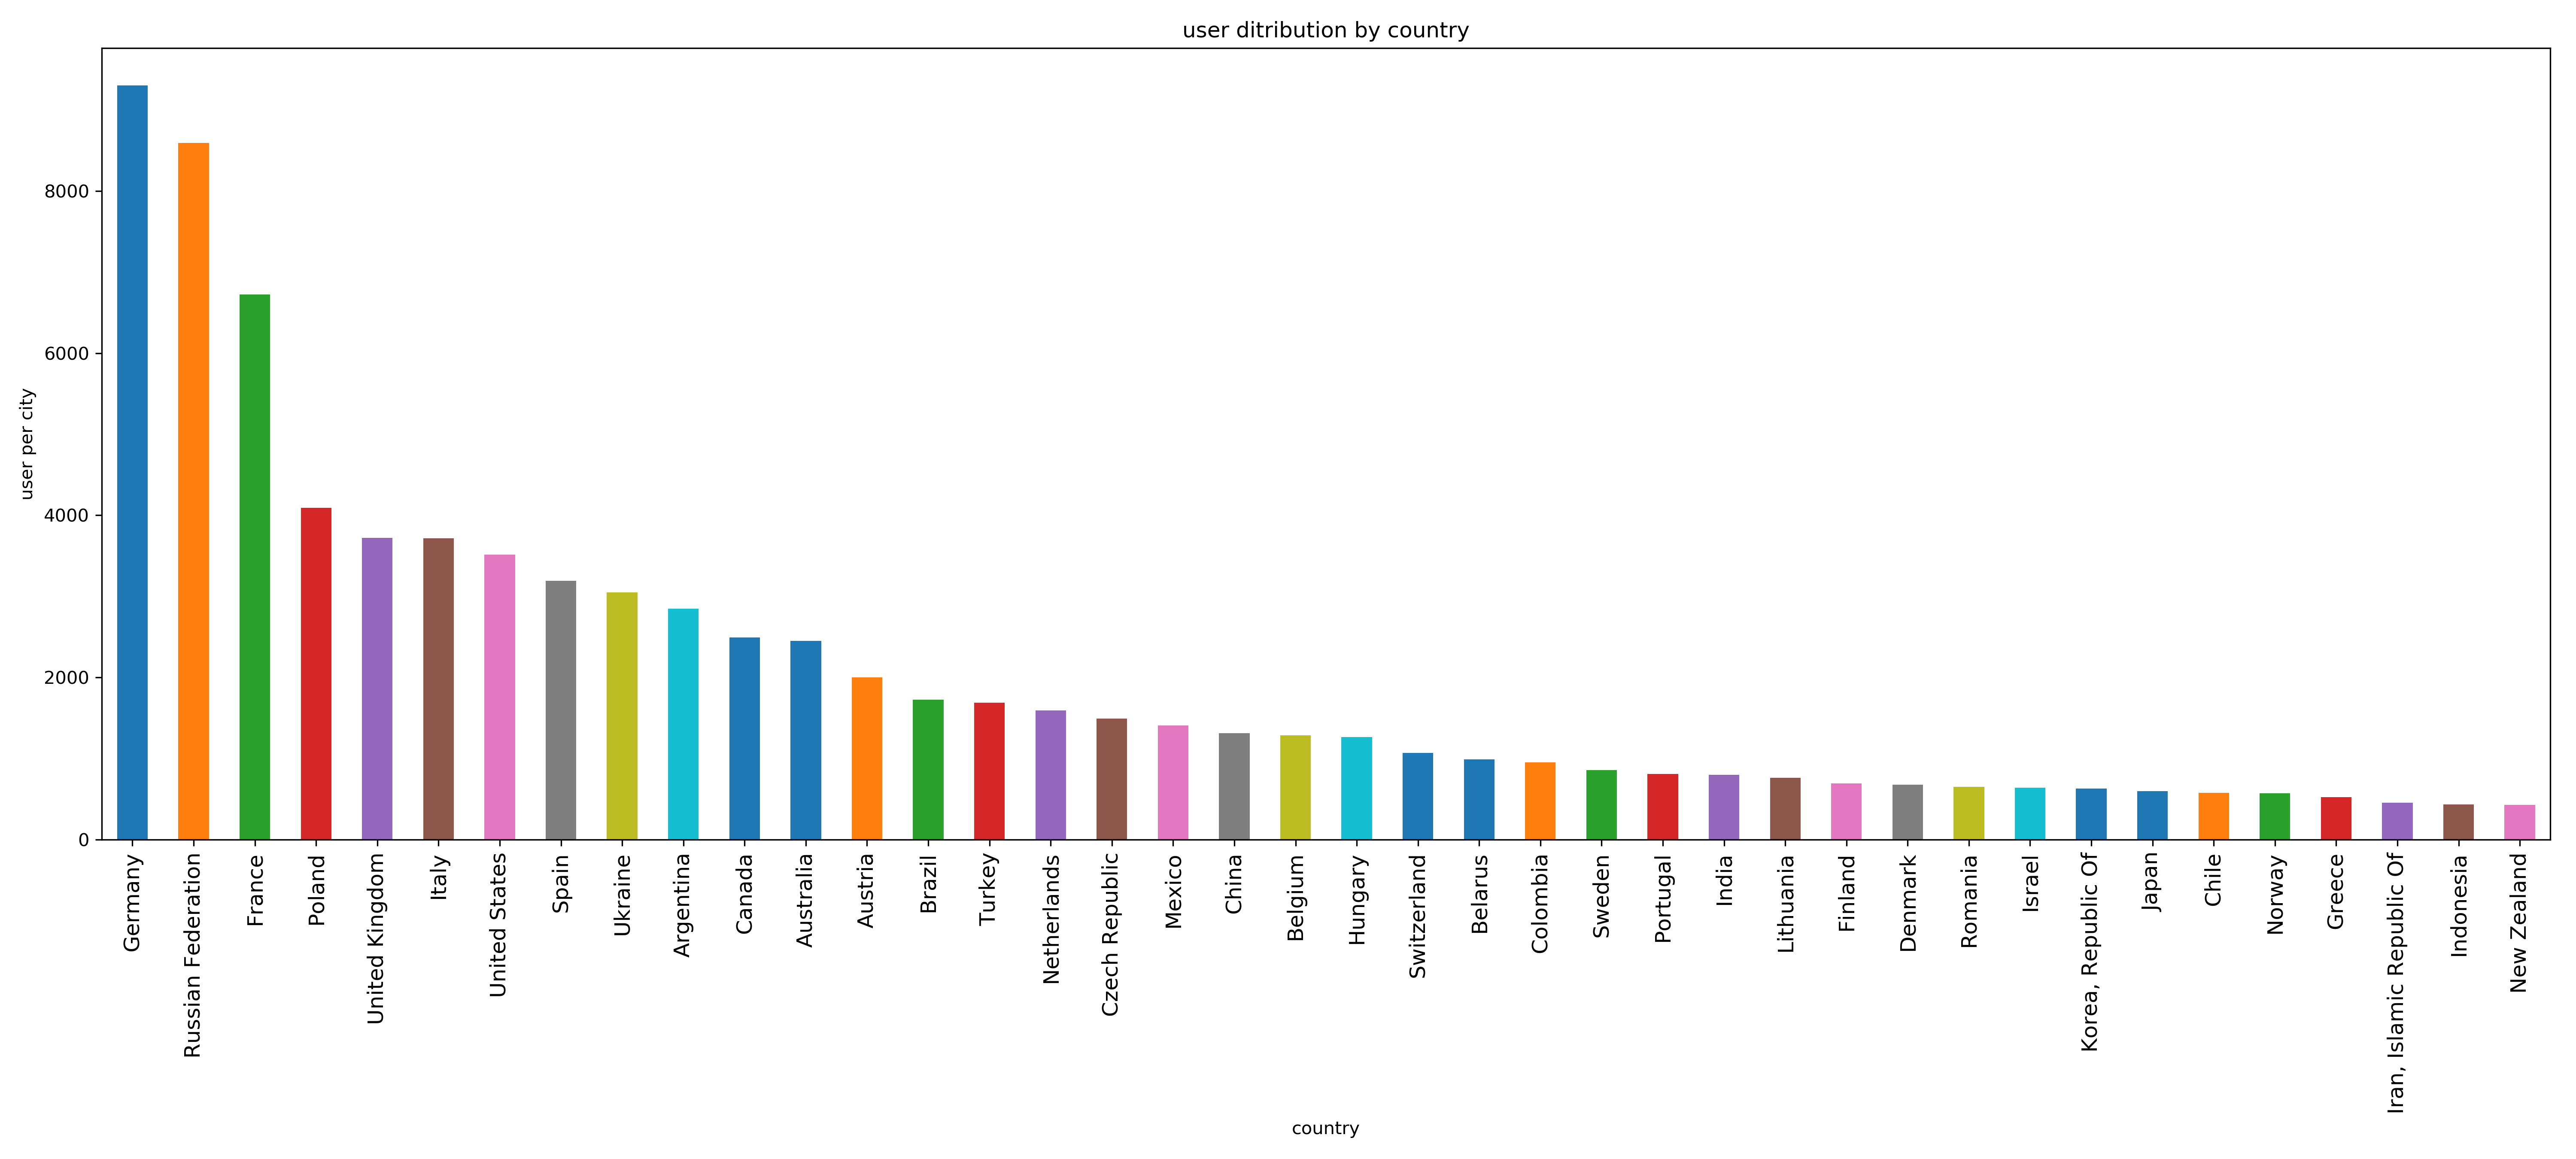 user ditribution by country
user per city
8000
6000
4000
2000
0
Germany
Russian Federation
France
Poland
United Kingdom
Italy
United States
Spain
Ukraine
Argentina
Canada
Australia
Austria
Brazil
Turkey
Netherlands
Czech Republic
Mexico
China
Belgium
Hungary
Switzerland
Belarus
Colombia
Sweden
Portugal
India
Lithuania
Finland
Denmark
Romania
Israel
Korea, Republic Of
Japan
Chile
Norway
Greece
Iran, Islamic Republic Of
Indonesia
New Zealand
country